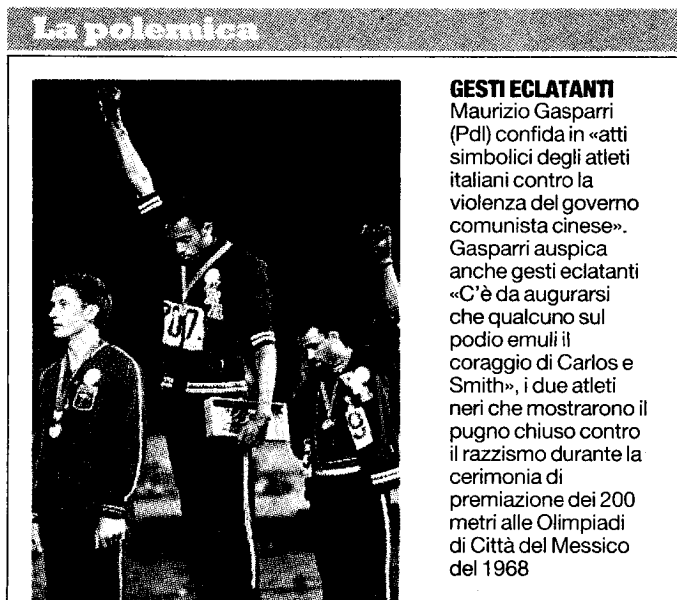 La polemica
GESTI ECLATANTI
Maurizio Gasparri
(Pdl) confida in «atti
simbolici degli atleti
italiani contro la
violenza del governo
comunista cinese».
Gasparri auspica
anche gesti eclatanti
«C'è da augurarsi
che qualcuno sul
podio emuli il
coraggio di Carlos e
Smith», i due atleti
neri che mostrarono il
pugno chiuso contro
il razzismo durante la
cerimonia di
premiazione dei 200
metri alle Olimpiadi
di Città del Messico
del 1968
307